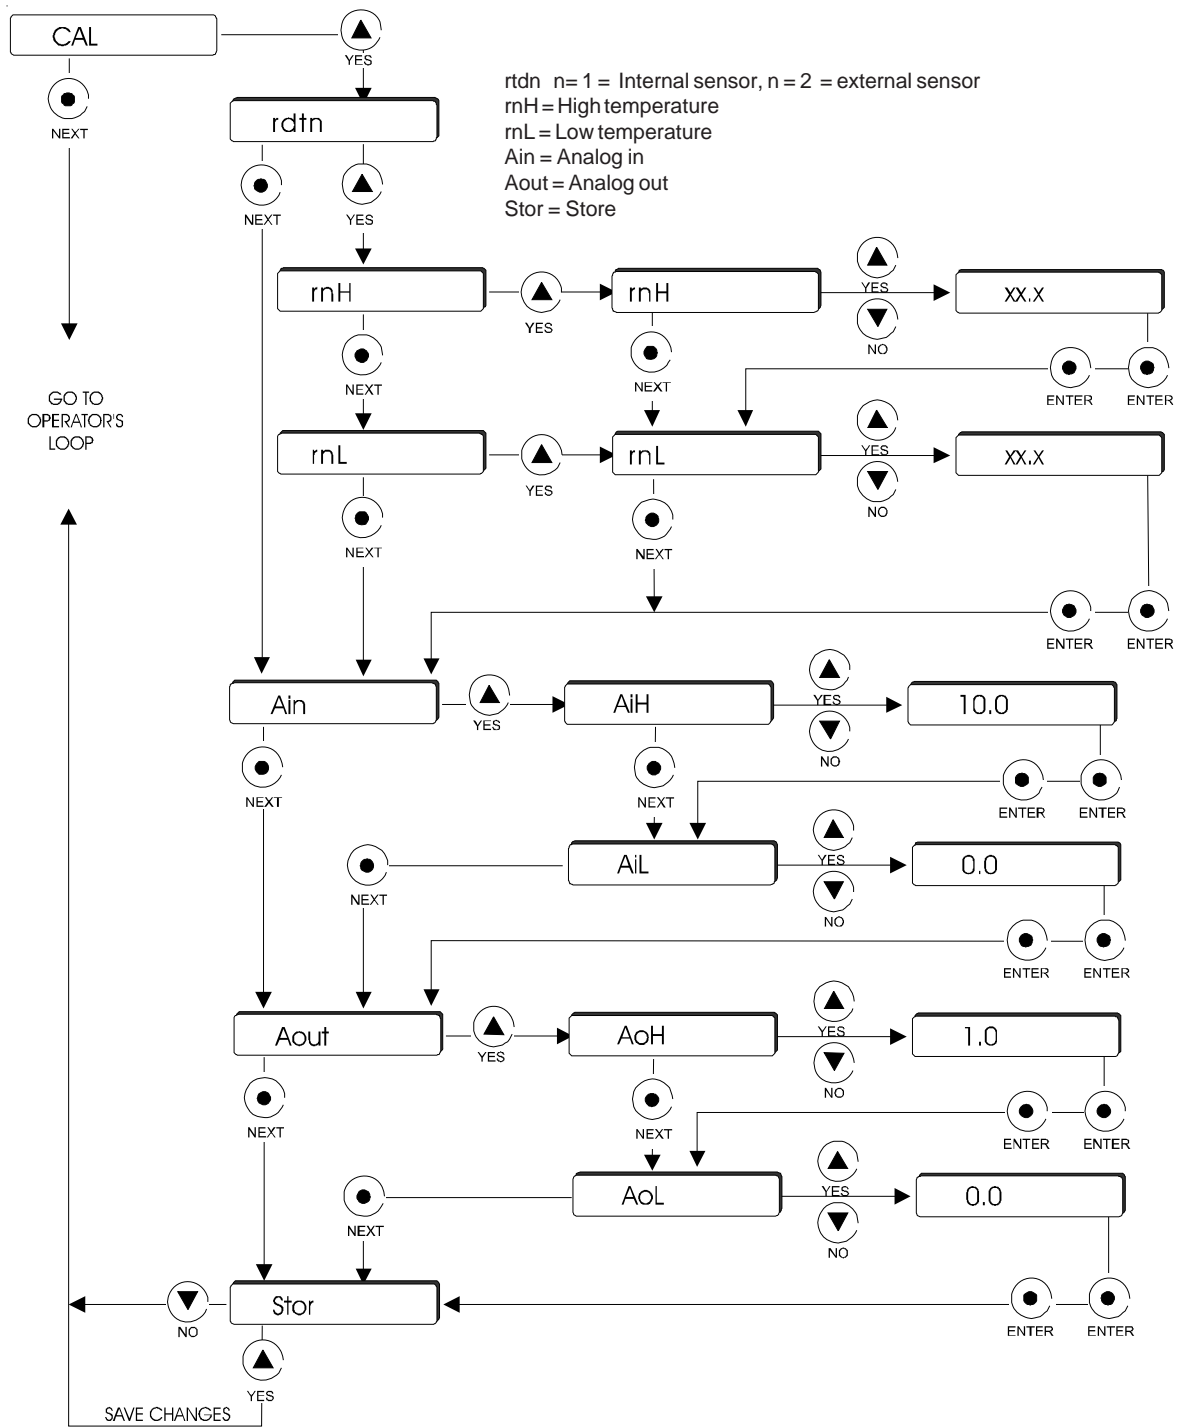 CAL
YES
NEXT
rtdn n= 1 = Internal sensor, n = 2 = external sensor
rnH = High temperature
rnL = Low temperature
Ain = Analog in
Aout = Analog out
Stor = Store
rdtn
NEXT
YES
rnH
YES
rnH
YES
NO
xx.x
NEXT
NEXT
ENTER
ENTER
GO TO
OPERATOR'S
LOOP
rnL
YES
rnL
YES
NO
xx.x
NEXT
NEXT
ENTER
ENTER
Ain
YES
AiH
YES
NO
10.0
NEXT
NEXT
ENTER
ENTER
NEXT
AiL
YES
NO
0.0
ENTER
ENTER
Aout
YES
AoH
YES
NO
1.0
NEXT
NEXT
ENTER
ENTER
NEXT
AoL
YES
NO
0.0
NO
Stor
ENTER
ENTER
YES
SAVE CHANGES